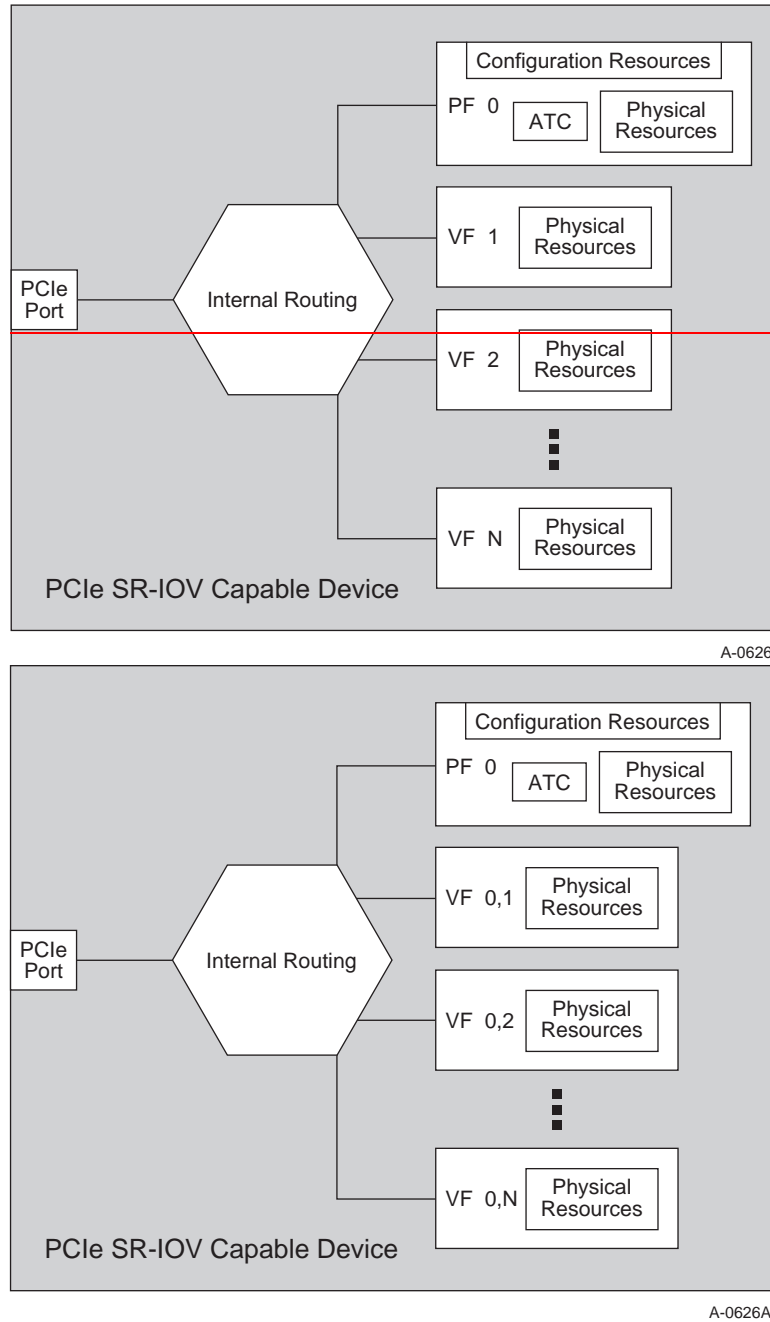 Configuration Resources
PF 0
ATC
Physical
Resources
VF 1
Physical
Resources
PCIe
Port
Internal Routing
VF 2
Physical
Resources
VF N
Physical
Resources
PCIe SR-IOV Capable Device
A-0626
Configuration Resources
PF 0
ATC
Physical
Resources
VF 0,1
Physical
Resources
PCIe
Port
Internal Routing
VF 0,2
Physical
Resources
VF 0,N
Physical
Resources
PCIe SR-IOV Capable Device
A-0626A